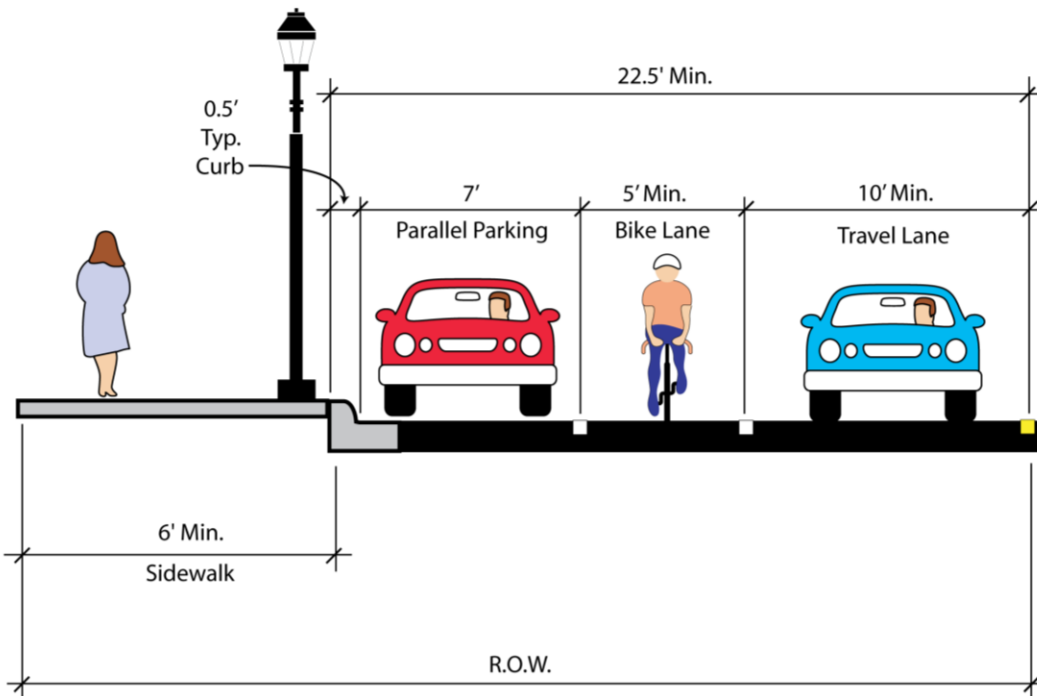 22.5' Min.
0.5′
Typ.
Curb
7′
5′ Min.
10′ Min.
Parallel Parking
Bike Lane
Travel Lane
6' Min.
Sidewalk
R.O.W.